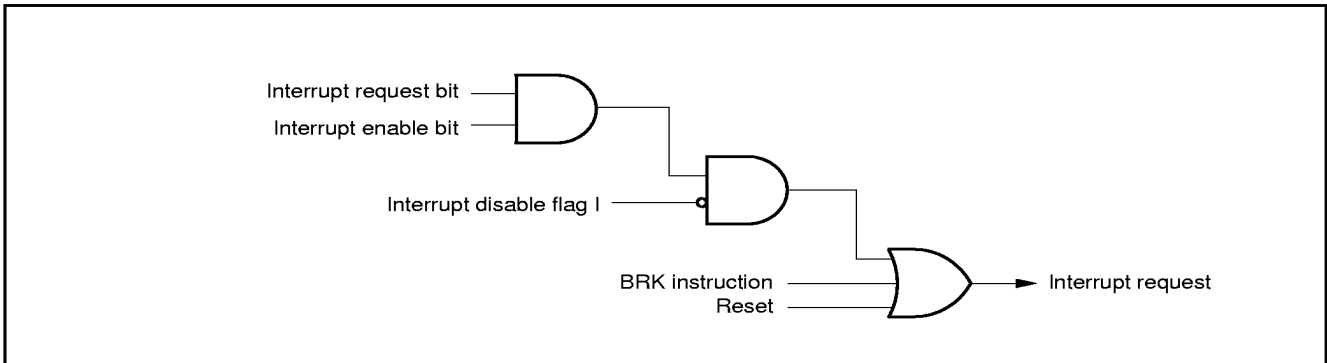 Interrupt request bit
Interrupt enable bit
Interrupt disable flag I
BRK instruction
Reset
Interrupt request